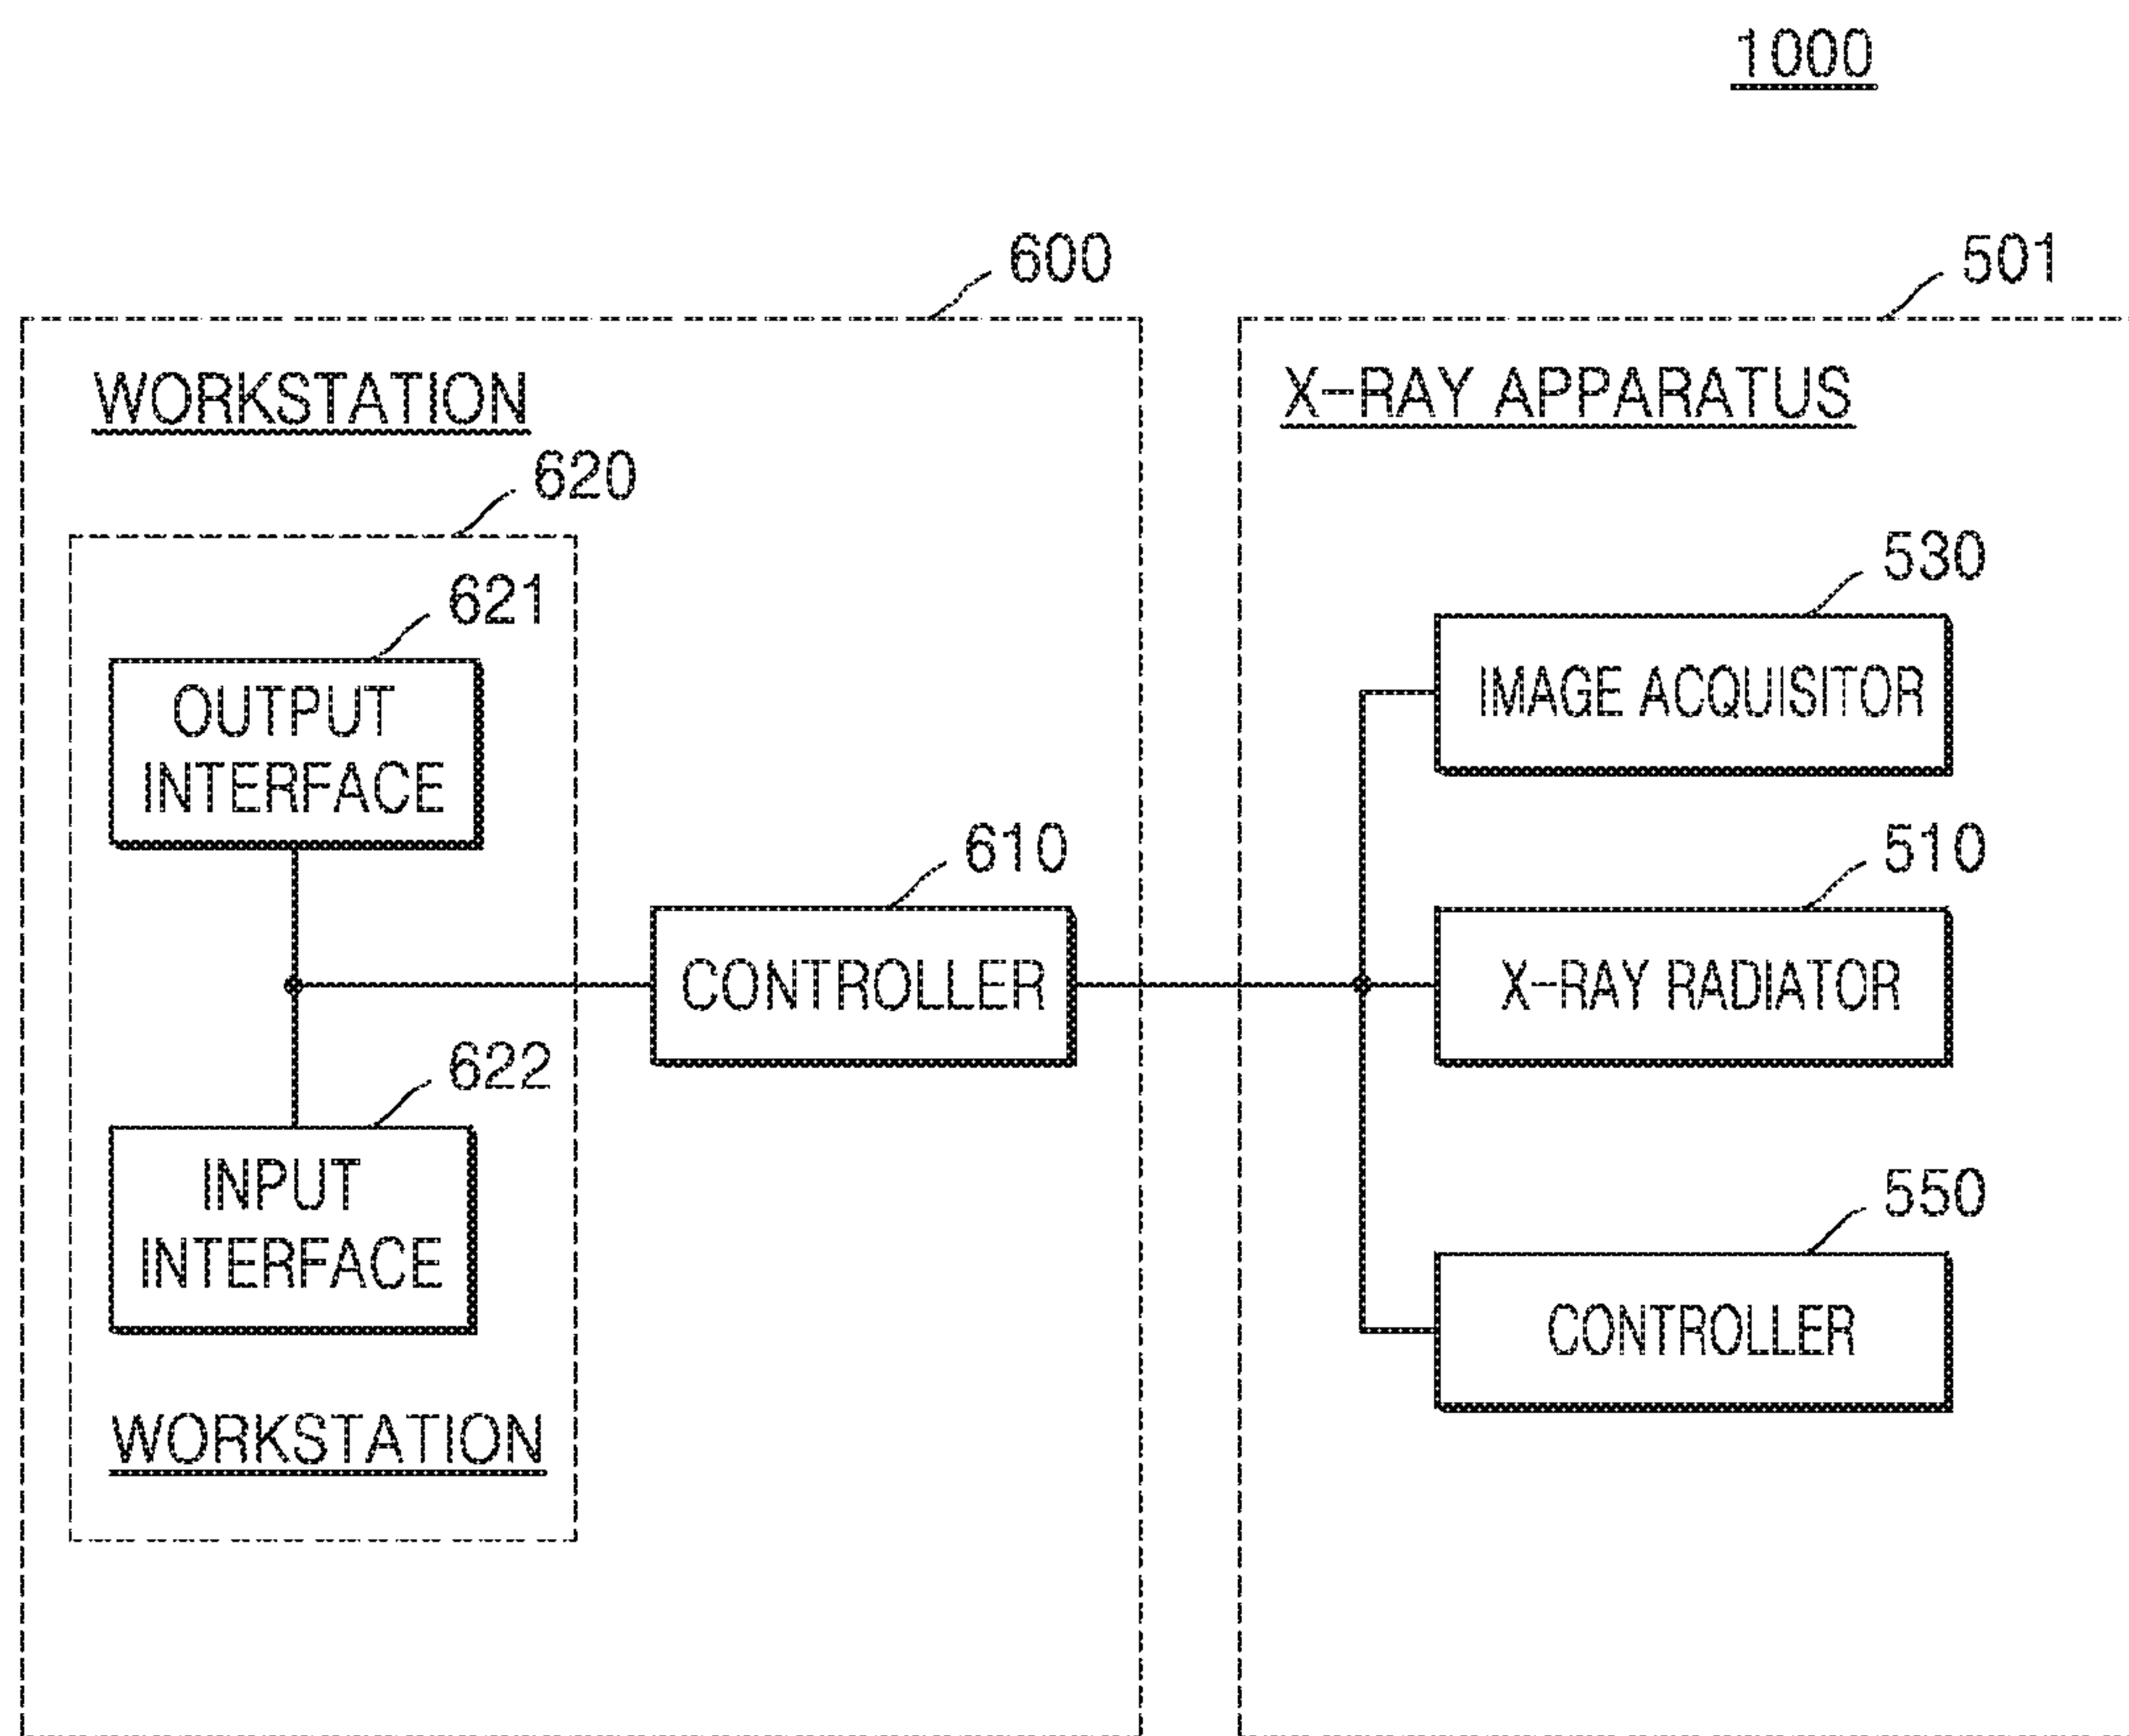 1000
600
501
WORKSTATION
X-RAY APPARATUS
620
530
621
OUTPUT
INTERFACE
IMAGE ACQUISITOR
610
510
CONTROLLER
X-RAY RADIATOR
622
INPUT
INTERFACE
550
CONTROLLER
WORKSTATION